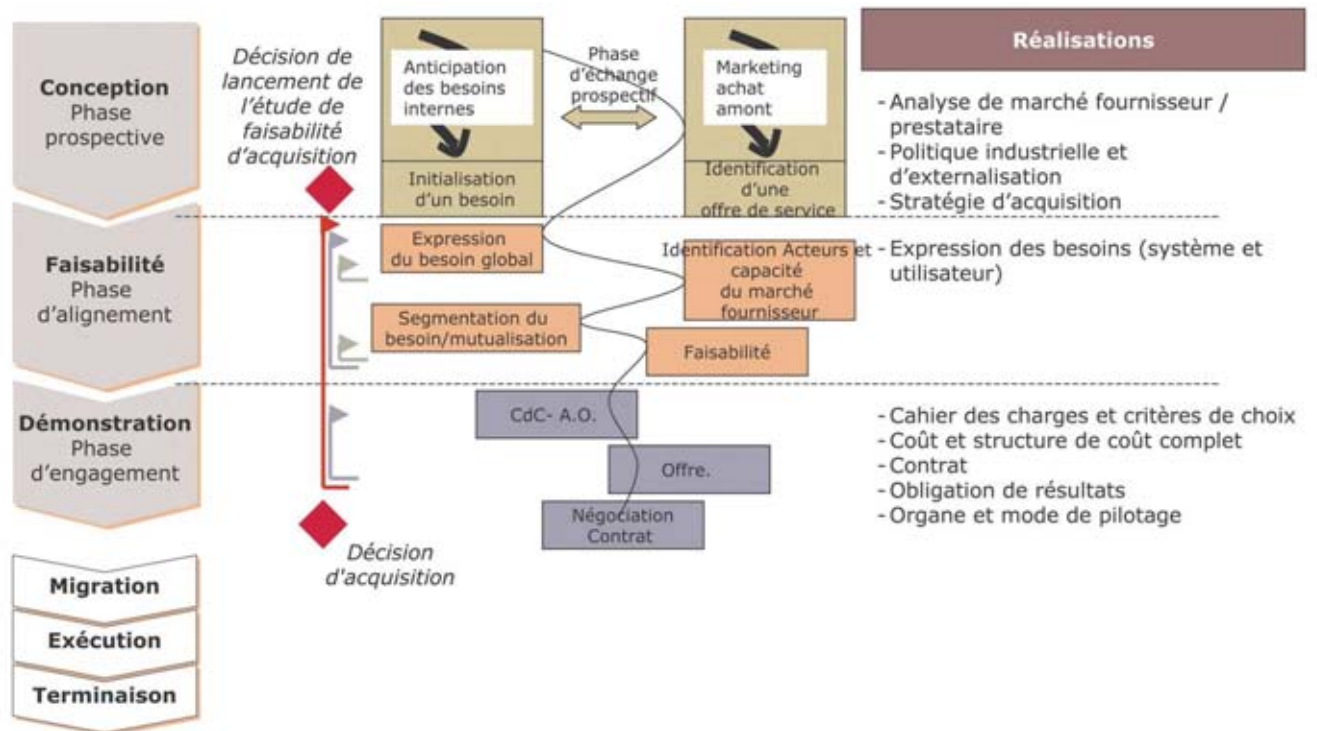 Conception
Phase
prospective
Faisabilité
Phase
d'alignement
Démonstration
Phase
d'engagement
Migration
Exécution
Terminaison
Décision de
lancement de
l'étude de
faisabilité
d'acquisition
Décision
d'acquisition
Anticipation
des besoins
internes
Initialisation
d'un besoin
Phase
d'échange
prospectif
Marketing
achat
amont
Identification
d'une
offre de service
Expression
du besoin global
Identification Acteurs et
capacité
du marché
fournisseur
Segmentation du
besoin/mutualisation
Faisabilité
CdC- A.O.
Offre.
Négociation
Contrat
Réalisations
- Analyse de marché fournisseur /
prestataire
- Politique industrielle et
d'externalisation
- Stratégie d'acquisition
- Expression des besoins (système et
utilisateur)
- Cahier des charges et critères de choix
- Coût et structure de coût complet
- Contrat
- Obligation de résultats
- Organe et mode de pilotage